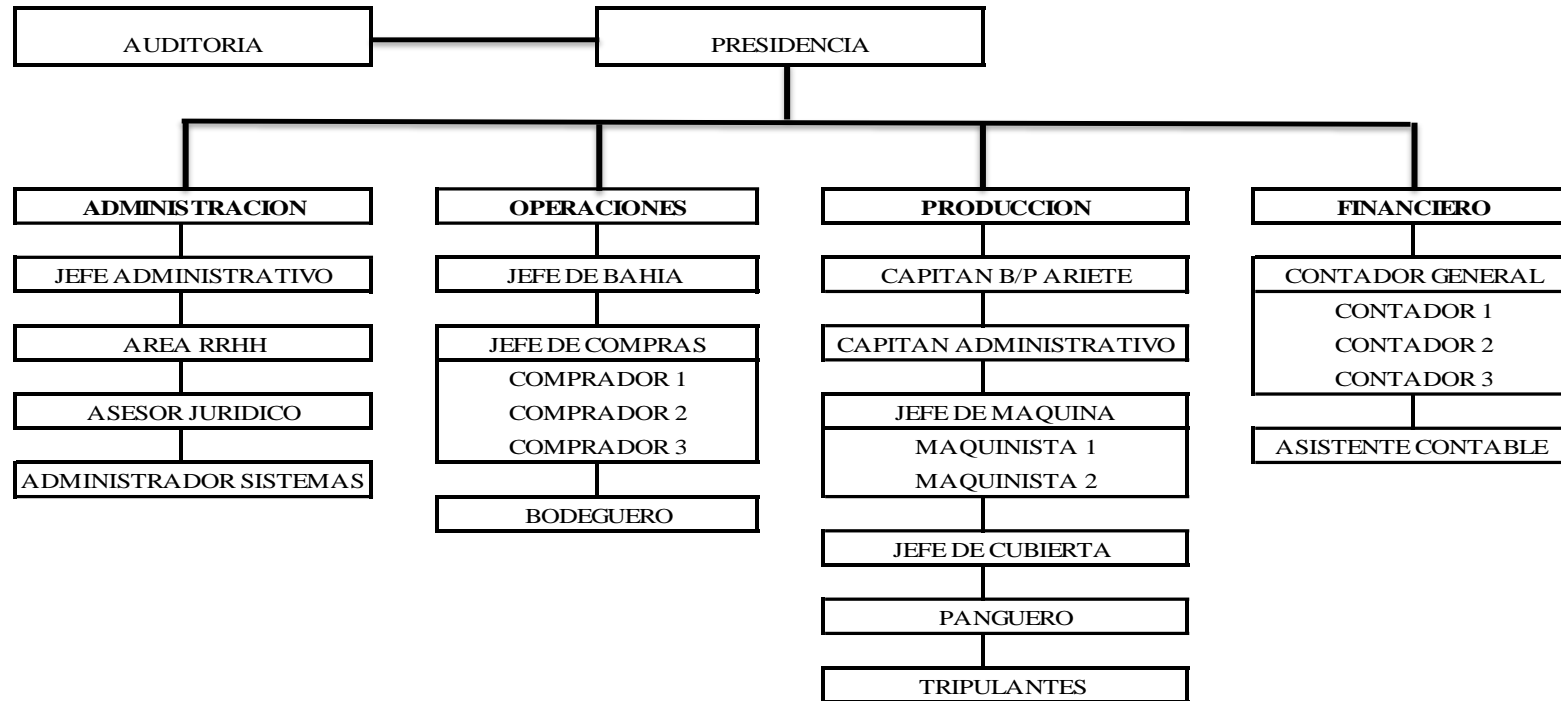 AUDITORIA
PRESIDENCIA
ADMINISTRACION
JEFE ADMINISTRATIVO
AREA RRHH
ASESOR JURIDICO
ADMINISTRADOR SISTEMAS
OPERACIONES
JEFE DE BAHIA
JEFE DE COMPRAS
COMPRADOR 1
COMPRADOR 2
COMPRADOR 3
BODEGUERO
PRODUCCION
CAPITAN B/P ARIETE
CAPITAN ADMINISTRATIVO
JEFE DE MAQUINA
MAQUINISTA 1
MAQUINISTA 2
JEFE DE CUBIERTA
PANGUERO
TRIPULANTES
FINANCIERO
CONTADOR GENERAL
CONTADOR 1
CONTADOR 2
CONTADOR 3
ASISTENTE CONTABLE